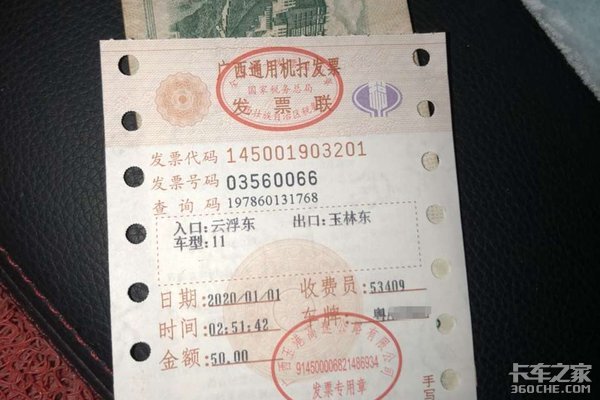 广西通用机打发票
国家税务总局
发票联
发票代码 145001903201
发票号码 03560066
查询码 197860131768
入口:云浮东 出口:玉林东
车型:11
日期:2020/01/01 收费员:53409
时间:02:51:42 车牌:粤
金额:50.00
914500006821486934
发票专用章
手写
卡车之家
360che.com